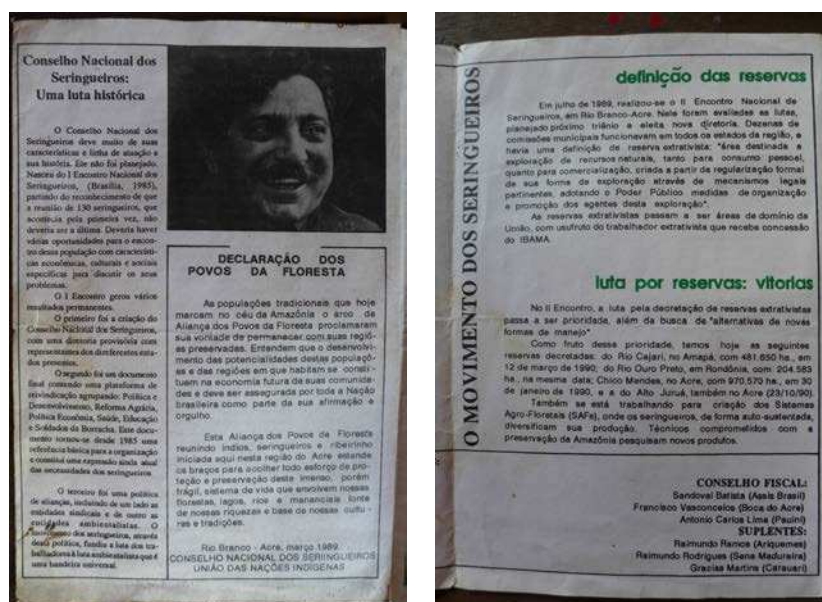 Conselho Nacional dos
Seringueiros:
Uma luta histórica
O Conselho Nacional dos
Seringueiros deve muito de suas
características e linha de atuação a
sua história. Ele não foi planejado.
Nasceu do I Encontro Nacional dos
Seringueiros, (Brasília, 1985),
partindo do reconhecimento de que
a reunião de 130 seringueiros, que
acontecia pela primeira vez, não
deveria ser a última. Deveria haver
várias oportunidades para o encon-
tro dessa população com característi-
cas econômicas, culturais e sociais
específicas para discutir os seus
problemas.
O I Encontro gerou vários
resultados permanentes.
O primeiro foi a criação do
Conselho Nacional dos Seringueiros,
com uma diretoria provisória com
representantes dos diferentes esta-
dos presentes.
O segundo foi um documento
final contendo uma plataforma de
reivindicação agrupando: Política e
Desenvolvimento, Reforma Agrária,
Política Econômica, Saúde, Educação
e Soldados da Borracha. Este docu-
mento tornou-se desde 1985 uma
referência básica para a organização
e constitui uma expressão ainda atual
das necessidades dos seringueiros.
O terceiro foi uma política
de alianças, incluindo de um lado as
entidades sindicais e de outro as
entidades ambientalistas. O
movimento dos seringueiros, através
desta política, fundiu a luta dos tra-
balhadores à luta ambientalista que é
uma bandeira universal.
DECLARAÇÃO DOS
POVOS DA FLORESTA
As populações tradicionais que hoje
marcam no céu da Amazônia o arco da
Aliança dos Povos da Floresta proclamaram
sua vontade de permanecer com suas regiõ-
es preservadas. Entendem que o desenvolvi-
mento das potencialidades destas populaçõ-
es e das regiões em que habitam se consti-
tuem na economia futura de suas comunida-
des e deve ser assegurada por toda a Nação
brasileira como parte da sua afirmação e
orgulho.
Esta Aliança dos Povos da Floresta
reunindo índios, seringueiros e ribeirinho
iniciada aqui nesta região do Acre estende
os braços para acolher todo esforço de pro-
teção e preservação deste imenso, porém
frágil, sistema de vida que envolvem nossas
florestas, lagos, rios e mananciais fonte
de nossas riquezas e base de nossas cultu-
ras e tradições.
Rio Branco - Acre, março 1989.
CONSELHO NACIONAL DOS SERIINGUEIROS
UNIÃO DAS NAÇÕES INDÍGENAS
O MOVIMENTO DOS SERINGUEIROS
definição das reservas
Em julho de 1989, realizou-se o II Encontro Nacional de
Seringueiros, em Rio Branco-Acre. Nele foram avaliadas as lutas,
planejado próximo triênio e eleita nova diretoria. Dezenas de
comissões municipais funcionavam em todos os estados da região, e
havia uma definição de reserva extrativista: "área destinada a
exploração de recursos naturais, tanto para consumo pessoal,
quanto para comercialização, criada a partir da regularização formal
de sua forma de exploração através de mecanismos legais
pertinentes, adotando o Poder Público medidas de organização
e promoção dos agentes desta exploração".
As reservas extrativistas passam a ser áreas de domínio da
União, com usufruto do trabalhador extrativista que recebe concessão
do IBAMA.
luta por reservas: vitorias
No II Encontro, a luta pela decretação de reservas extrativistas
passa a ser prioridade, além da busca de "alternativas de novas
formas de manejo"
Como fruto dessa prioridade, temos hoje as seguintes
reservas decretadas: do Rio Cajari, no Amapá, com 481.650 ha., em
12 de março de 1990; do Rio Ouro Preto, em Rondônia, com: 204.583
ha., na mesma data; Chico Mendes, no Acre, com 970.570 ha., em 30
de janeiro de 1990, e a do Alto Juruá, também no Acre (23/10/90).
Também se está trabalhando para criação dos Sistemas
Agro-Floretais (SAFs), onde os seringueiros, de forma auto-sustentada,
diversificam sua produção. Técnicos comprometidos com a
preservação da Amazônia pesquisam novos produtos.
CONSELHO FISCAL:
Sandoval Batista (Assis Brasil)
Francisco Vasconcelos (Boca do Acre)
Antonio Carlos Lima (Pauini)
SUPLENTES:
Raimundo Ramos (Ariquemes)
Raimundo Rodrigues (Sena Madureira)
Gracisa Martins (Carauari)